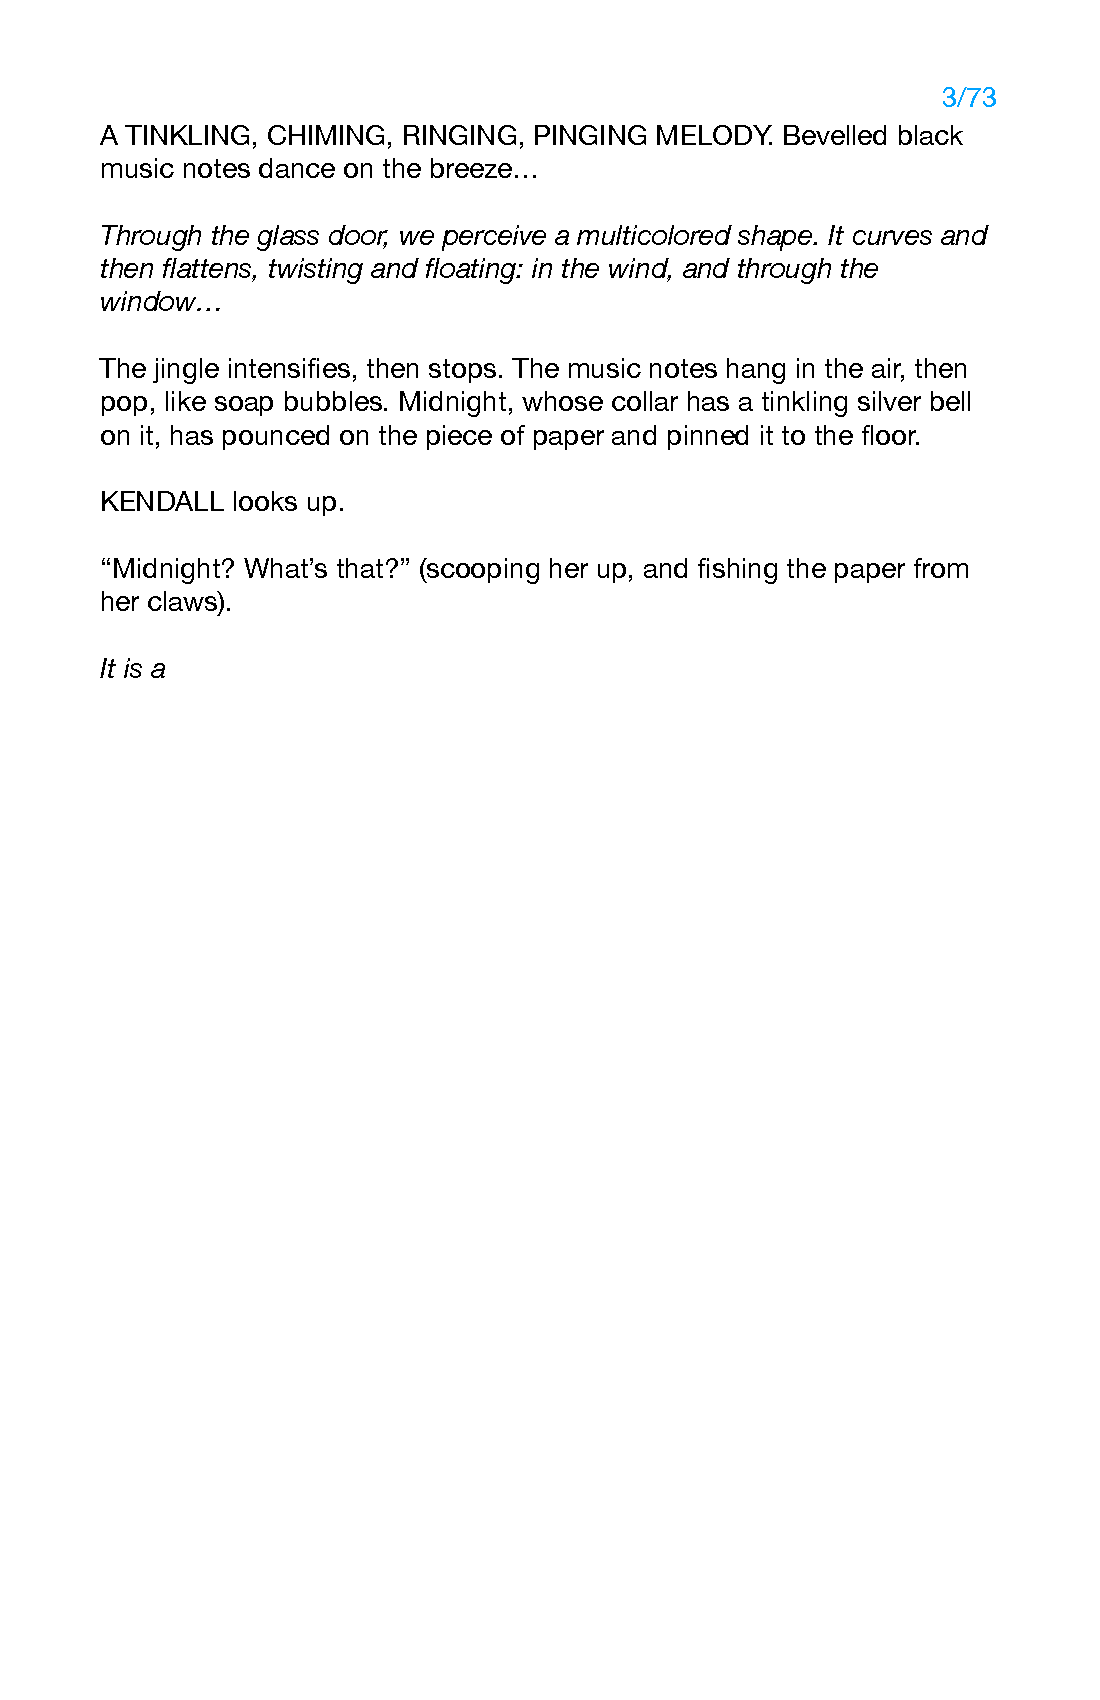 3/73
A TINKLING, CHIMING, RINGING, PINGING MELODY. Bevelled black
music notes dance on the breeze…
Through the glass door, we perceive a multicolored shape. It curves and
then flattens, twisting and floating: in the wind, and through the
window…
The jingle intensifies, then stops. The music notes hang in the air, then
pop, like soap bubbles. Midnight, whose collar has a tinkling silver bell
on it, has pounced on the piece of paper and pinned it to the floor.
KENDALL looks up.
“Midnight? What’s that?” (scooping her up, and fishing the paper from
her claws).
It is a